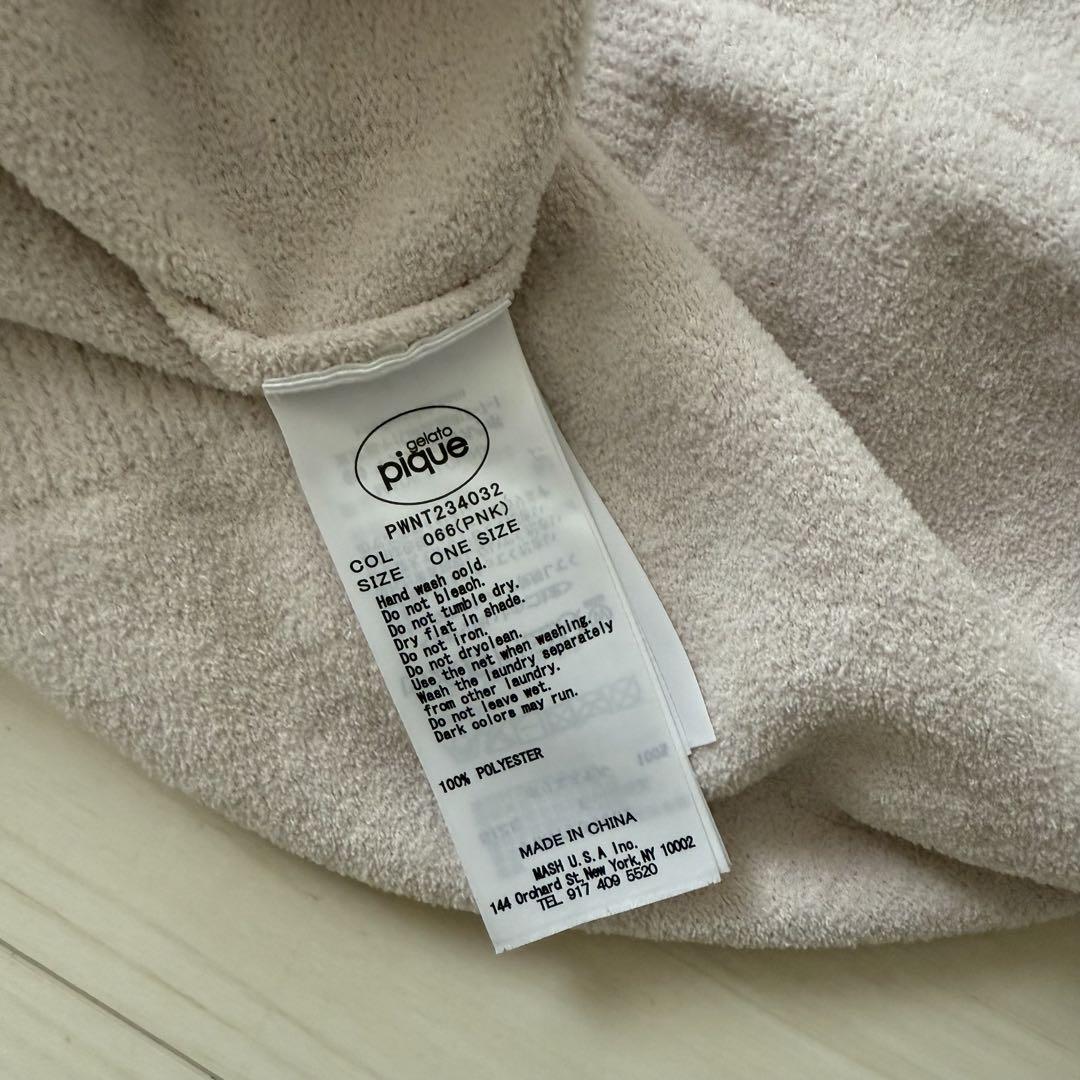 gelato
pique
PWNT234032
COL 066(PNK)
SIZE ONE SIZE
Hand wash cold.
Do not bleach.
Do not tumble dry.
Dry flat in shade.
Do not iron.
Do not dryclean.
Use the net when washing.
Wash the laundry separately
from other laundry.
Do not leave wet.
Dark colors may run.
100% POLYESTER
MADE IN CHINA
MASH U.S.A Inc.
144 Orchard St,New York,NY 10002
TEL 917 409 5520